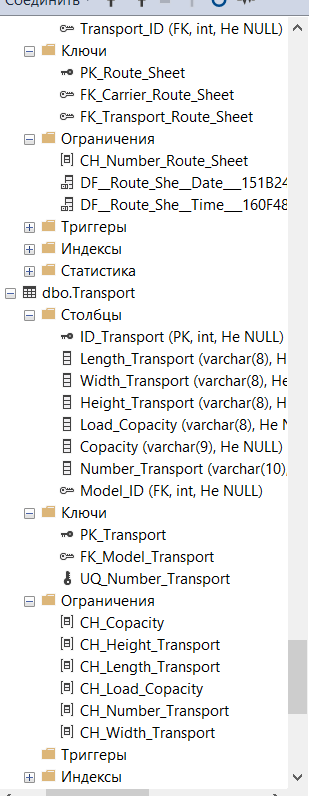 Соединить
Transport_ID (FK, int, Не NULL)
Ключи
PK_Route_Sheet
FK_Carrier_Route_Sheet
FK_Transport_Route_Sheet
Ограничения
CH_Number_Route_Sheet
DF__Route_She__Date___151B24
DF__Route_She__Time___160F48
Триггеры
Индексы
Статистика
dbo.Transport
Столбцы
ID_Transport (PK, int, Не NULL)
Length_Transport (varchar(8), Н
Width_Transport (varchar(8), Не
Height_Transport (varchar(8), Н
Load_Copacity (varchar(8), Не N
Copacity (varchar(9), Не NULL)
Number_Transport (varchar(10),
Model_ID (FK, int, Не NULL)
Ключи
PK_Transport
FK_Model_Transport
UQ_Number_Transport
Ограничения
CH_Copacity
CH_Height_Transport
CH_Length_Transport
CH_Load_Copacity
CH_Number_Transport
CH_Width_Transport
Триггеры
Индексы